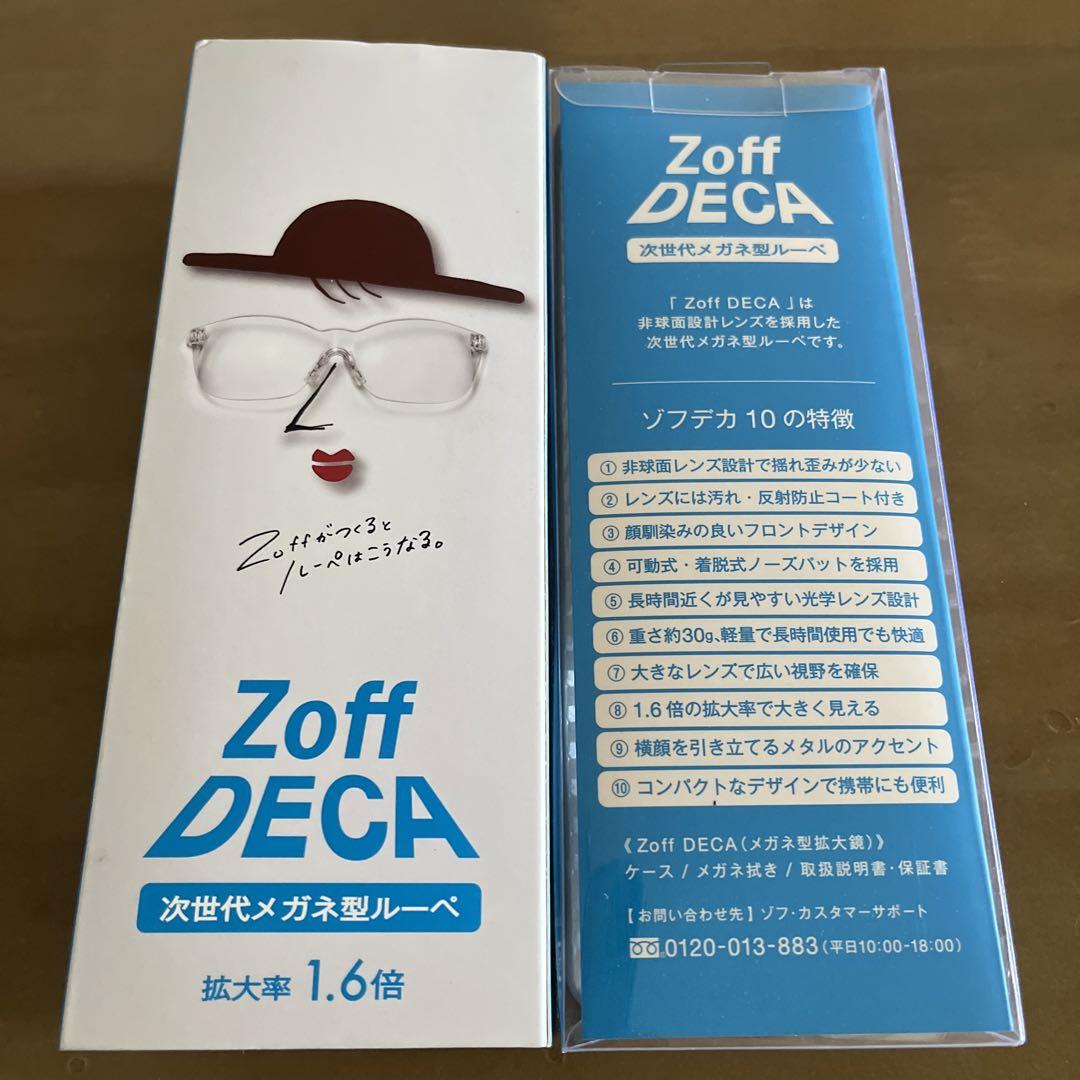 Zoffがつくると
ルーペはこうなる。
Zoff
DECA
次世代メガネ型ルーペ
拡大率 1.6倍
Zoff
DECA
次世代メガネ型ルーペ
「 Zoff DECA 」は
非球面設計レンズを採用した
次世代メガネ型ルーペです。
ゾフデカ 10 の特徴
① 非球面レンズ設計で揺れ歪みが少ない
② レンズには汚れ・反射防止コート付き
③ 顔馴染みの良いフロントデザイン
④ 可動式・着脱式ノーズパットを採用
⑤ 長時間近くが見やすい光学レンズ設計
⑥ 重さ約30g、軽量で長時間使用でも快適
⑦ 大きなレンズで広い視野を確保
⑧ 1.6 倍の拡大率で大きく見える
⑨ 横顔を引き立てるメタルのアクセント
⑩ コンパクトなデザインで携帯にも便利
《 Zoff DECA（メガネ型拡大鏡）》
ケース / メガネ拭き / 取扱説明書・保証書
【お問い合わせ先】ゾフ・カスタマーサポート
0120-013-883（平日10:00-18:00）